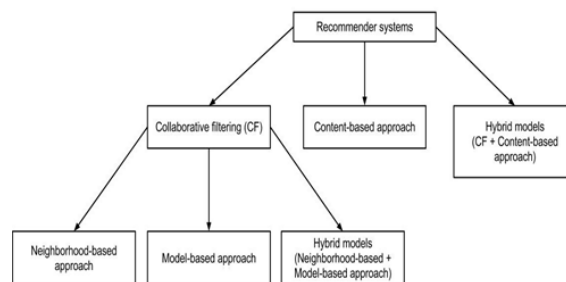 Recommender systems
Collaborative filtering (CF)
Content-based approach
Hybrid models
(CF + Content-based
approach)
Neighborhood-based
approach
Model-based approach
Hybrid models
(Neighborhood-based +
Model-based approach)